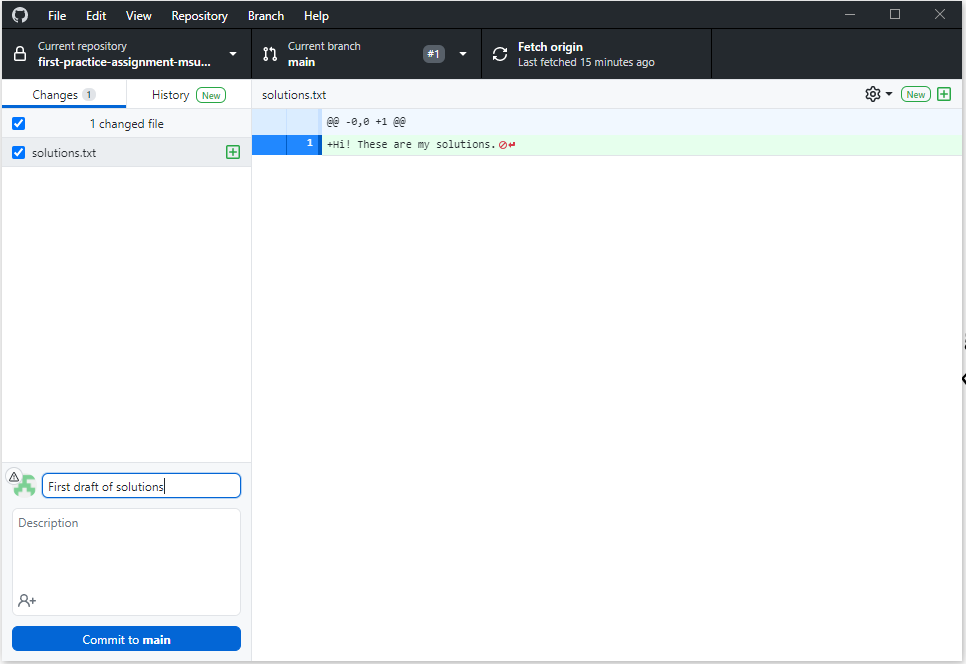 File Edit View Repository Branch Help
Current repository
first-practice-assignment-msu...
Current branch
main
#1
Fetch origin
Last fetched 15 minutes ago
Changes 1
History New
solutions.txt
New
1 changed file
solutions.txt
@@ -0,0 +1 @@
1 +Hi! These are my solutions.
First draft of solutions
Description
Commit to main